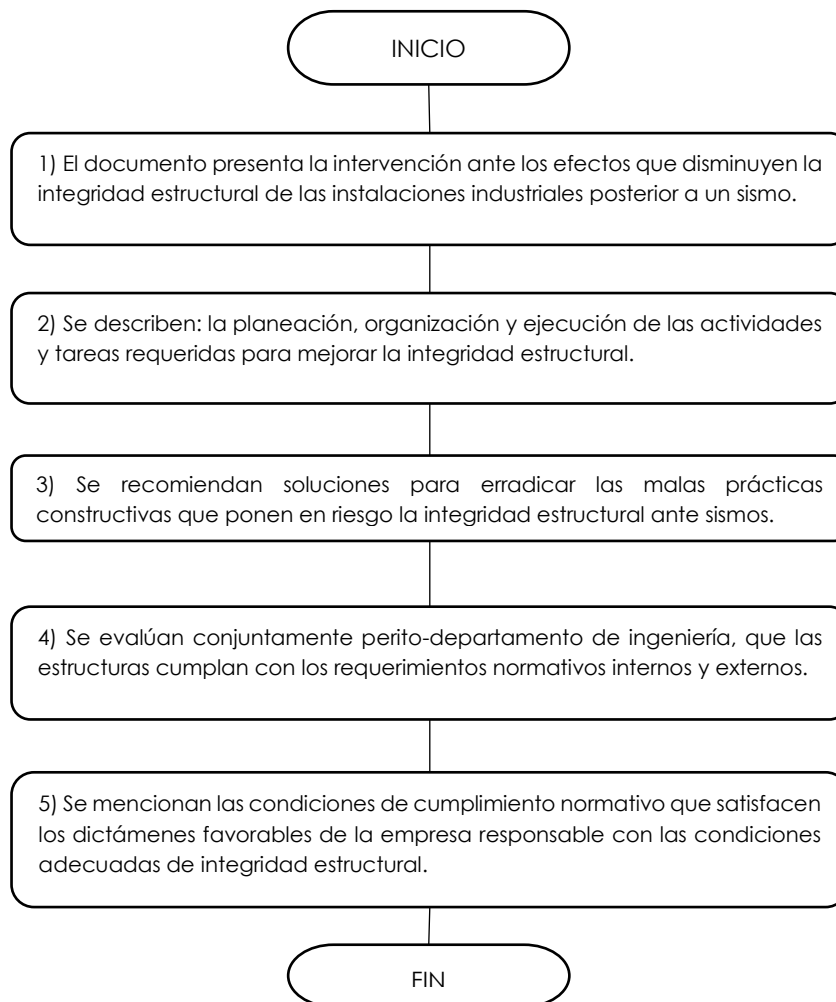 INICIO
1) El documento presenta la intervención ante los efectos que disminuyen la
integridad estructural de las instalaciones industriales posterior a un sismo.
2) Se describen: la planeación, organización y ejecución de las actividades
y tareas requeridas para mejorar la integridad estructural.
3) Se recomiendan soluciones para erradicar las malas prácticas
constructivas que ponen en riesgo la integridad estructural ante sismos.
4) Se evalúan conjuntamente perito-departamento de ingeniería, que las
estructuras cumplan con los requerimientos normativos internos y externos.
5) Se mencionan las condiciones de cumplimiento normativo que satisfacen
los dictámenes favorables de la empresa responsable con las condiciones
adecuadas de integridad estructural.
FIN